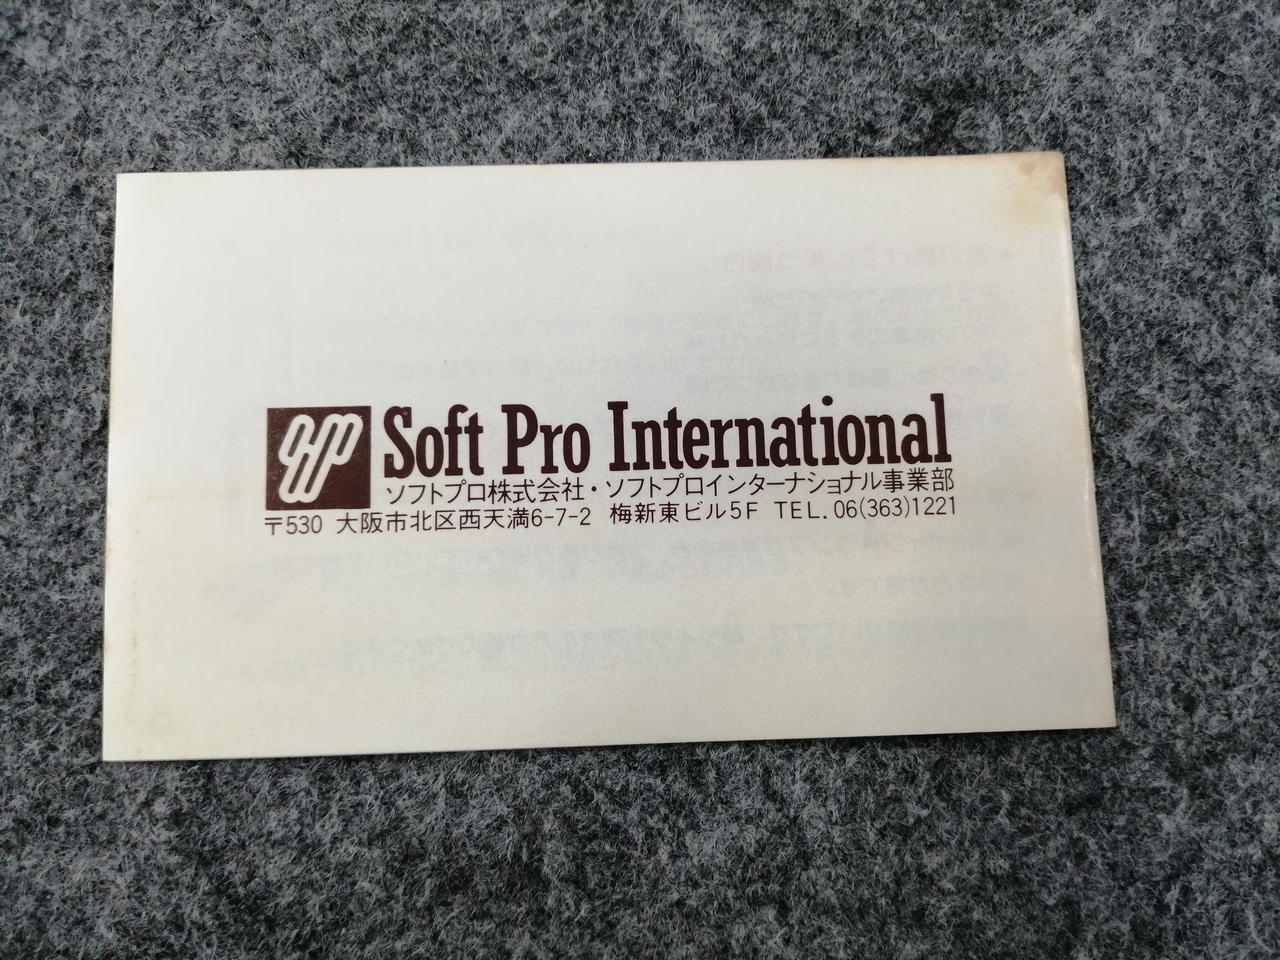 Soft Pro International
ソフトプロ株式会社・ソフトプロインターナショナル事業部
〒530 大阪市北区西天満6-7-2 梅新東ビル5F TEL.06(363)1221